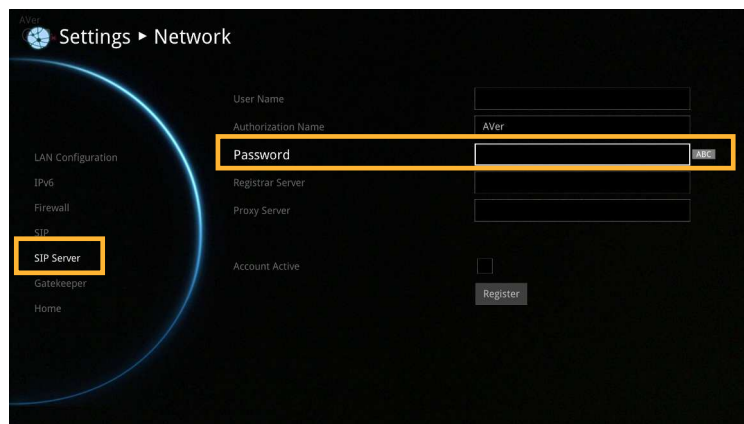 AVer
Settings ▸ Network
User Name
Authorization Name AVer
Password ABC
Registrar Server
Proxy Server
Account Active
Register
LAN Configuration
IPv6
Firewall
SIP
SIP Server
Gatekeeper
Home